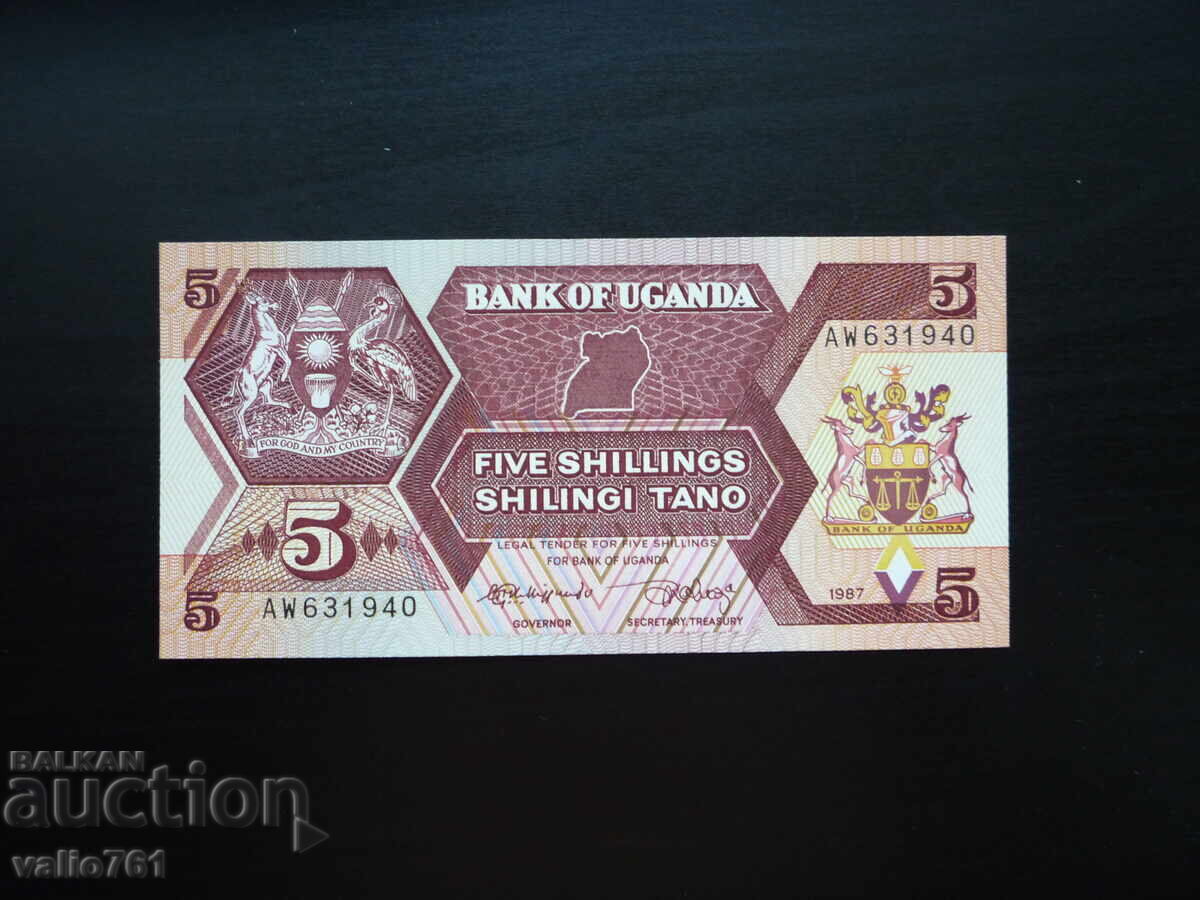 5
BANK OF UGANDA
5
AW631940
FOR GOD AND MY COUNTRY
FIVE SHILLINGS
SHILINGI TANO
BANK OF UGANDA
5
LEGAL TENDER FOR FIVE SHILLINGS
FOR BANK OF UGANDA
1987
5
AW631940
5
GOVERNOR
SECRETARY, TREASURY
BALKAN
auction
valio761